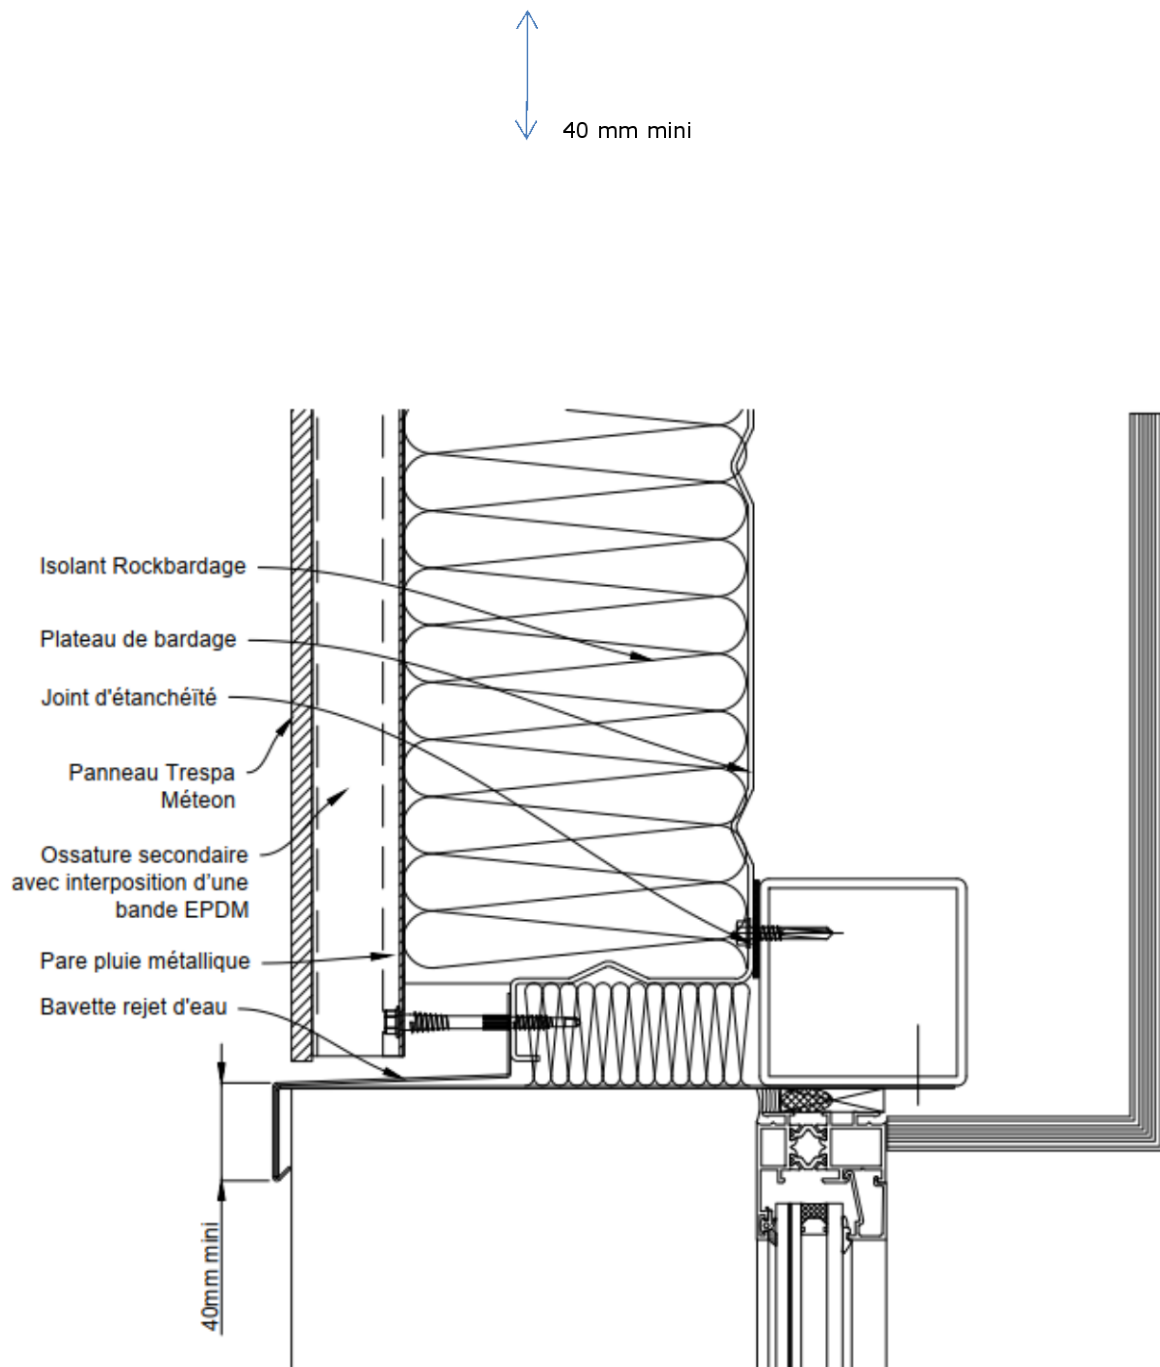 40 mm mini
Isolant Rockbardage
Plateau de bardage
Joint d'étanchéïté
Panneau Trespa
Méteon
Ossature secondaire
avec interposition d'une
bande EPDM
Pare pluie métallique
Bavette rejet d'eau
40mm mini